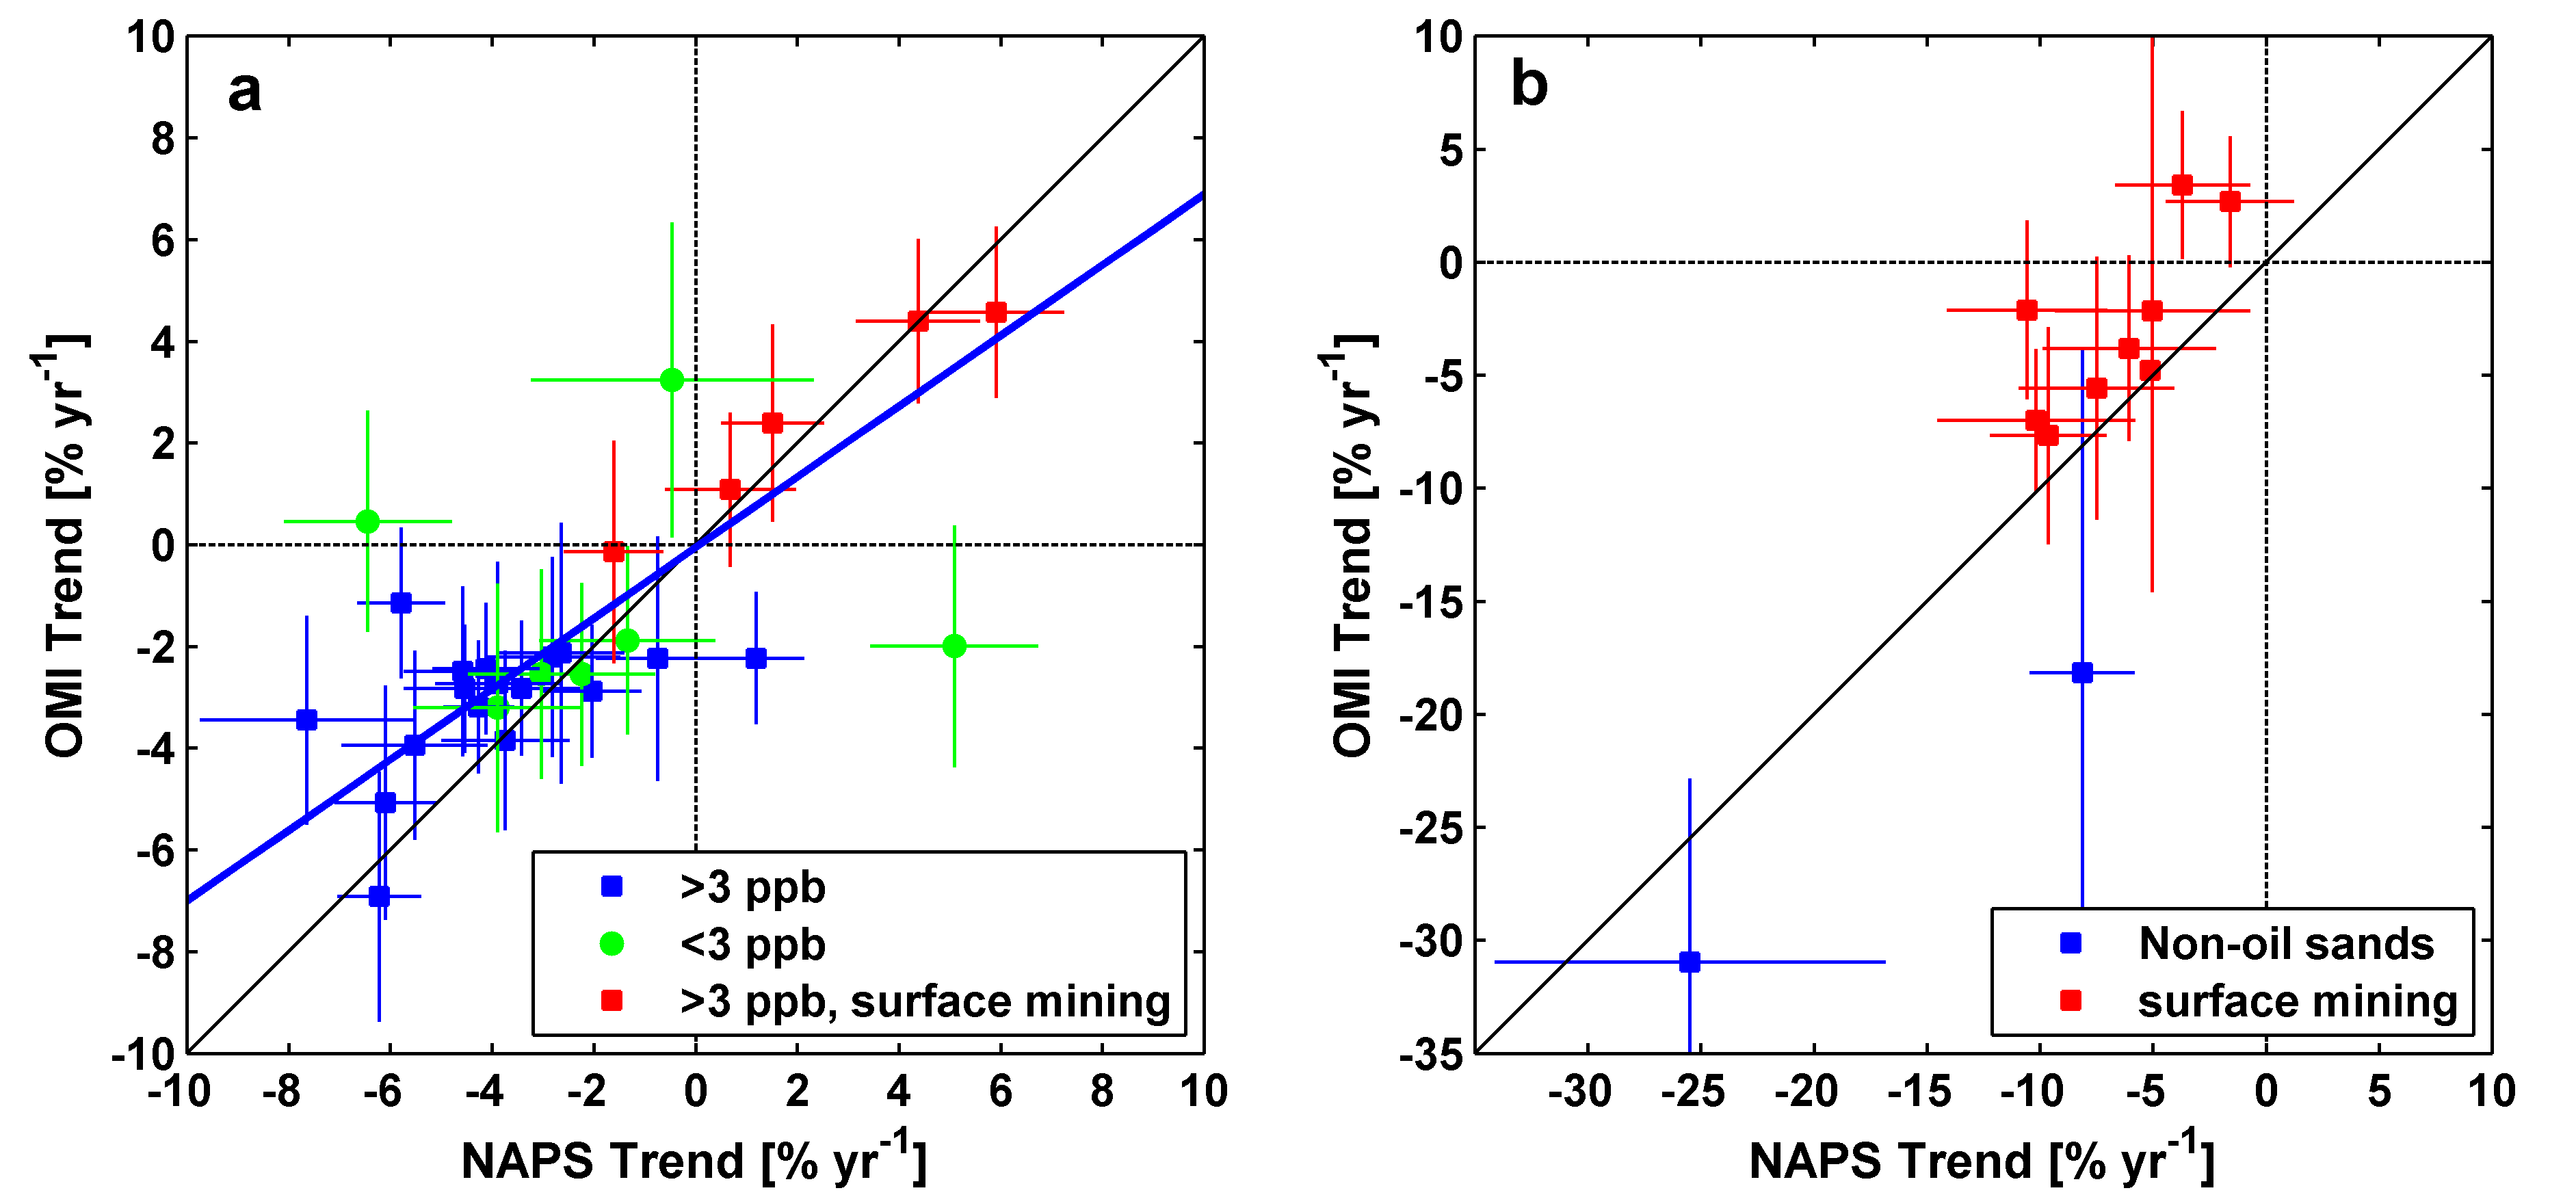 a
10
8
6
4
2
0
-2
-4
-6
-8
-10
-10 -8 -6 -4 -2 0 2 4 6 8 10
OMI Trend [% yr-1]
NAPS Trend [% yr-1]
>3 ppb
<3 ppb
>3 ppb, surface mining
b
10
5
0
-5
-10
-15
-20
-25
-30
-35
-30 -25 -20 -15 -10 -5 0 5 10
OMI Trend [% yr-1]
NAPS Trend [% yr-1]
Non-oil sands
surface mining